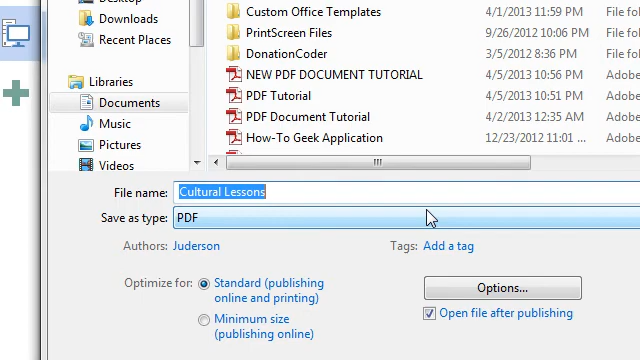 Custom Office Templates 4/1/2013 11:59 PM File fo
Downloads PrintScreen Files 9/26/2012 10:06 PM File fol
Recent Places DonationCoder 3/5/2012 8:36 PM File fol
NEW PDF DOCUMENT TUTORIAL 4/5/2013 10:56 PM Adobe
Libraries PDF Tutorial 4/5/2013 10:51 PM Adobe
Documents PDF Document Tutorial 4/2/2013 12:35 AM Adobe
Music How-To Geek Application 12/23/2012 11:01 ... Adobe
Pictures
Videos
File name: Cultural Lessons
Save as type: PDF
Authors: Juderson Tags: Add a tag
Optimize for: Standard (publishing
online and printing)
Options...
Minimum size
(publishing online)
Open file after publishing